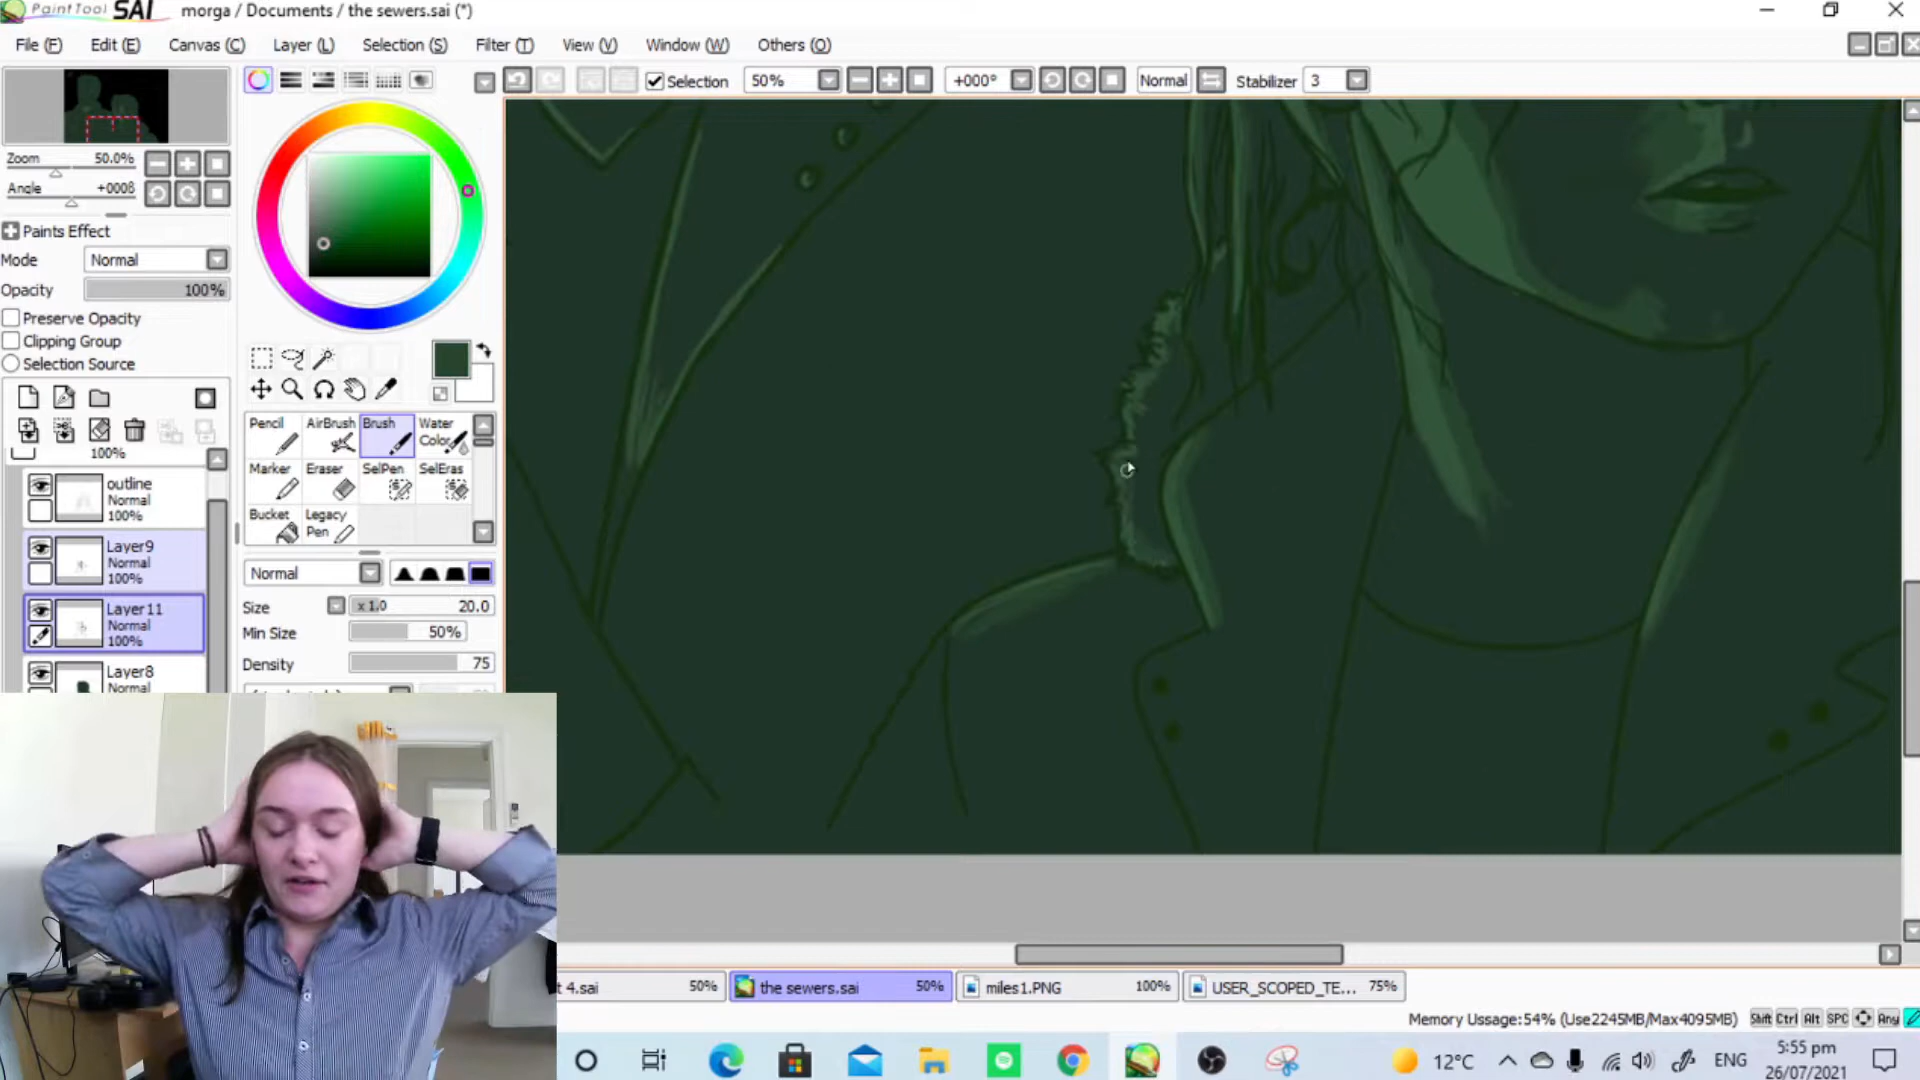 PaintTool SAI morga / Documents / the sewers.sai (*)
File (F) Edit (E) Canvas (C) Layer (L) Selection (S) Filter (T) View (V) Window (W) Others (O)
Selection 50% +000° Normal Stabilizer 3
Zoom 50.0%
Angle +000ß
Paints Effect
Mode Normal
Opacity 100%
Preserve Opacity
Clipping Group
Selection Source
100%
outline
Normal
100%
Layer9
Normal
100%
Layer11
Normal
100%
Layer8
Normal
Pencil AirBrush Brush Water
Color
Marker Eraser SelPen SelEras
Bucket Legacy
Pen
Normal
Size x 1.0 20.0
Min Size 50%
Density 75
t 4.sai 50% the sewers.sai 50% miles1.PNG 100% USER_SCOPED_TE... 75%
Memory Ussage:54% (Use2245MB/Max4095MB) Shift Ctrl Alt SPC Any
12°C ENG 5:55 pm
26/07/2021